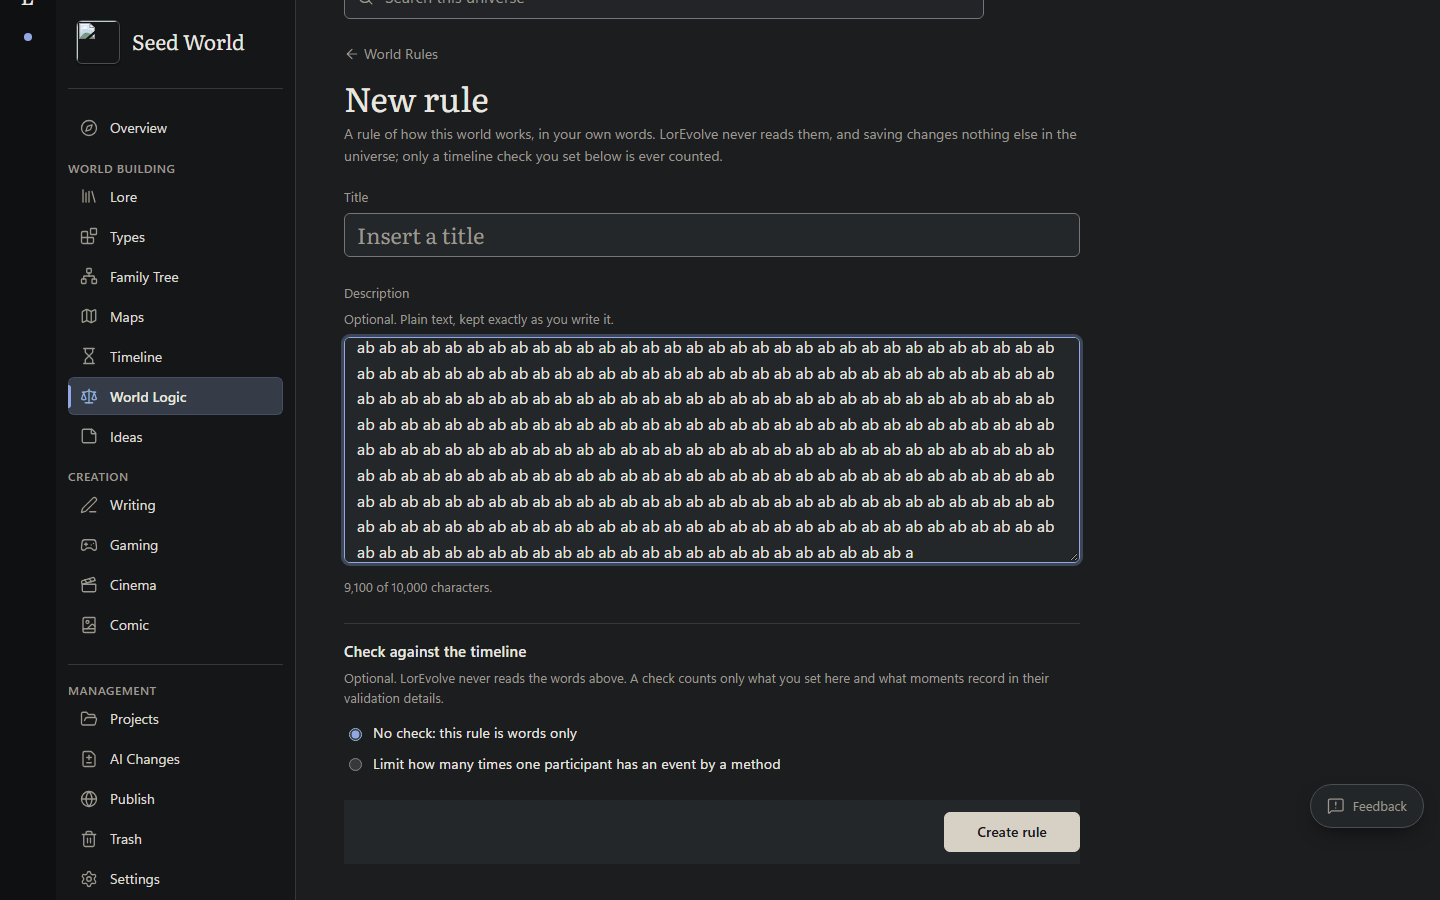 Seed World
Overview
WORLD BUILDING
Lore
Types
Family Tree
Maps
Timeline
World Logic
Ideas
CREATION
Writing
Gaming
Cinema
Comic
MANAGEMENT
Projects
AI Changes
Publish
Trash
Settings
Search this universe
World Rules
New rule
A rule of how this world works, in your own words. LorEvolve never reads them, and saving changes nothing else in the
universe; only a timeline check you set below is ever counted.
Title
Insert a title
Description
Optional. Plain text, kept exactly as you write it.
ab ab ab ab ab ab ab ab ab ab ab ab ab ab ab ab ab ab ab ab ab ab ab ab ab ab ab ab ab ab ab ab
ab ab ab ab ab ab ab ab ab ab ab ab ab ab ab ab ab ab ab ab ab ab ab ab ab ab ab ab ab ab ab ab
ab ab ab ab ab ab ab ab ab ab ab ab ab ab ab ab ab ab ab ab ab ab ab ab ab ab ab ab ab ab ab ab
ab ab ab ab ab ab ab ab ab ab ab ab ab ab ab ab ab ab ab ab ab ab ab ab ab ab ab ab ab ab ab ab
ab ab ab ab ab ab ab ab ab ab ab ab ab ab ab ab ab ab ab ab ab ab ab ab ab ab ab ab ab ab ab ab
ab ab ab ab ab ab ab ab ab ab ab ab ab ab ab ab ab ab ab ab ab ab ab ab ab ab ab ab ab ab ab ab
ab ab ab ab ab ab ab ab ab ab ab ab ab ab ab ab ab ab ab ab ab ab ab ab ab ab ab ab ab ab ab ab
ab ab ab ab ab ab ab ab ab ab ab ab ab ab ab ab ab ab ab ab ab ab ab ab ab ab ab ab ab ab ab ab
ab ab ab ab ab ab ab ab ab ab ab ab ab ab ab ab ab ab ab ab ab ab ab ab ab a
9,100 of 10,000 characters.
Check against the timeline
Optional. LorEvolve never reads the words above. A check counts only what you set here and what moments record in their
validation details.
No check: this rule is words only
Limit how many times one participant has an event by a method
Create rule
Feedback